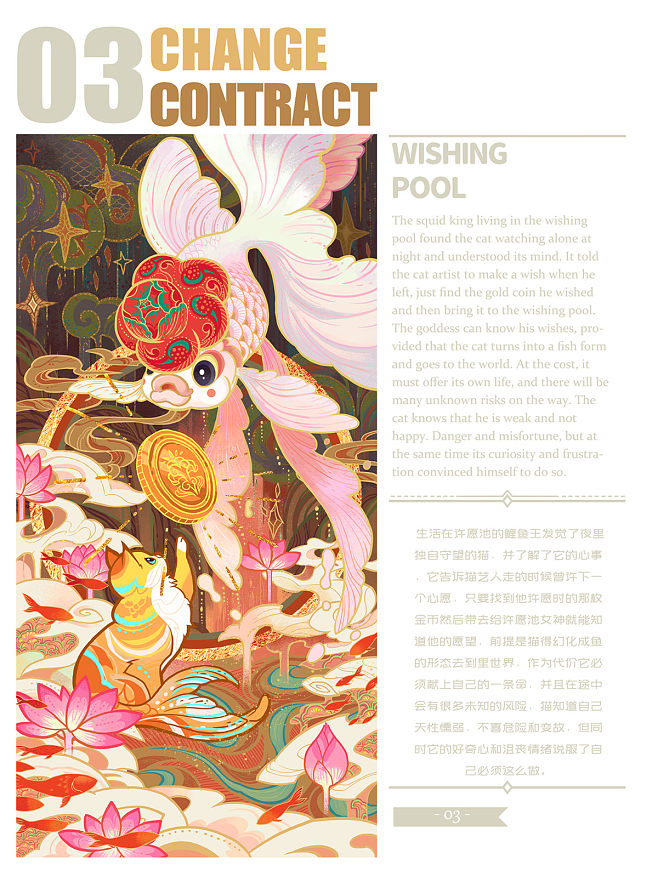 03 CHANGE
CONTRACT
WISHING
POOL
The squid king living in the wishing
pool found the cat watching alone at
night and understood its mind. It told
the cat artist to make a wish when he
left, just find the gold coin he wished
and then bring it to the wishing pool.
The goddess can know his wishes, pro-
vided that the cat turns into a fish form
and goes to the world. At the cost, it
must offer its own life, and there will be
many unknown risks on the way. The
cat knows that he is weak and not
happy. Danger and misfortune, but at
the same time its curiosity and frustra-
tion convinced himself to do so.
生活在许愿池的鲤鱼王发觉了夜里
独自守望的猫，并了解了它的心事
，它告诉猫艺人走的时候曾许下一
个心愿，只要找到他许愿时的那枚
金币然后带去给许愿池女神就能知
道他的愿望，前提是猫得幻化成鱼
的形态去到里世界，作为代价它必
须献上自己的一条命，并且在途中
会有很多未知的风险，猫知道自己
天性懦弱，不喜危险和变故，但同
时它的好奇心和沮丧情绪说服了自
己必须这么做。
- 03 -